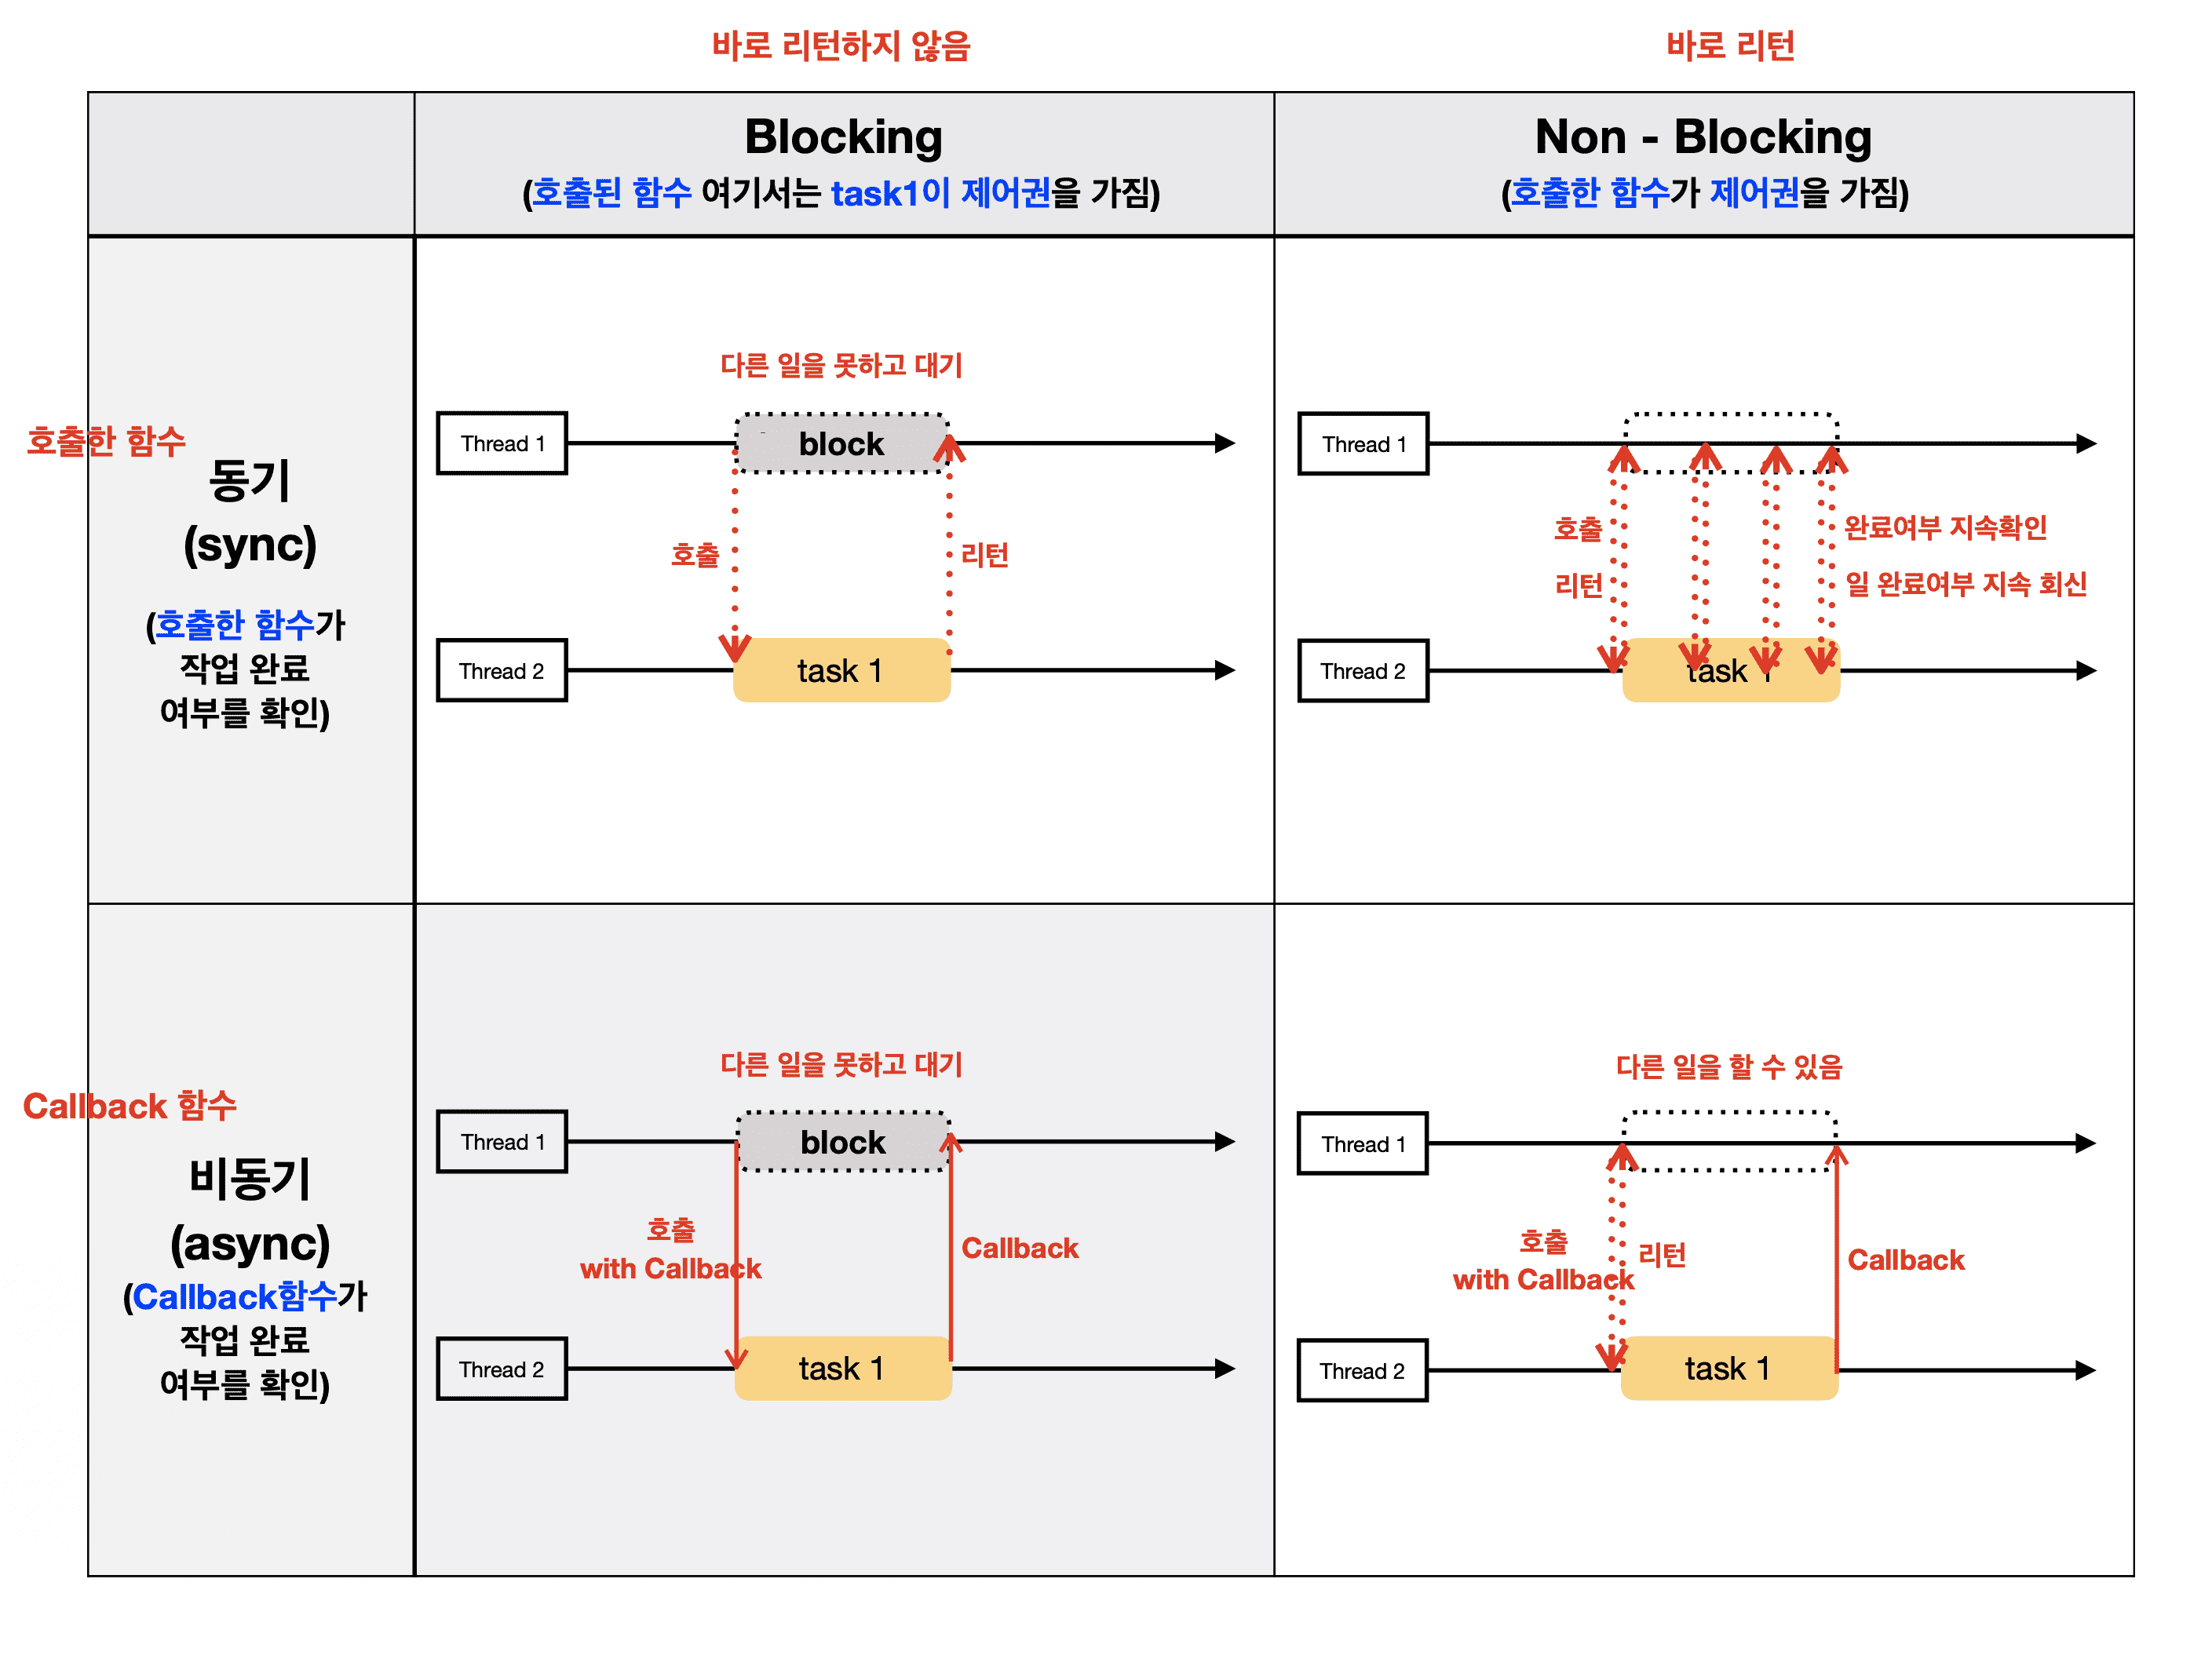 바로 리턴하지 않음
바로 리턴
Blocking
(호출된 함수 여기서는 task1이 제어권을 가짐)
Non - Blocking
(호출한 함수가 제어권을 가짐)
호출한 함수
동기
(sync)
(호출한 함수가
작업 완료
여부를 확인)
다른 일을 못하고 대기
Thread 1
block
호출
리턴
Thread 2
task 1
Thread 1
호출
리턴
완료여부 지속확인
일 완료여부 지속 회신
Thread 2
task 1
Callback 함수
비동기
(async)
(Callback함수가
작업 완료
여부를 확인)
다른 일을 못하고 대기
Thread 1
block
호출
with Callback
Callback
Thread 2
task 1
다른 일을 할 수 있음
Thread 1
호출
with Callback
리턴
Callback
Thread 2
task 1